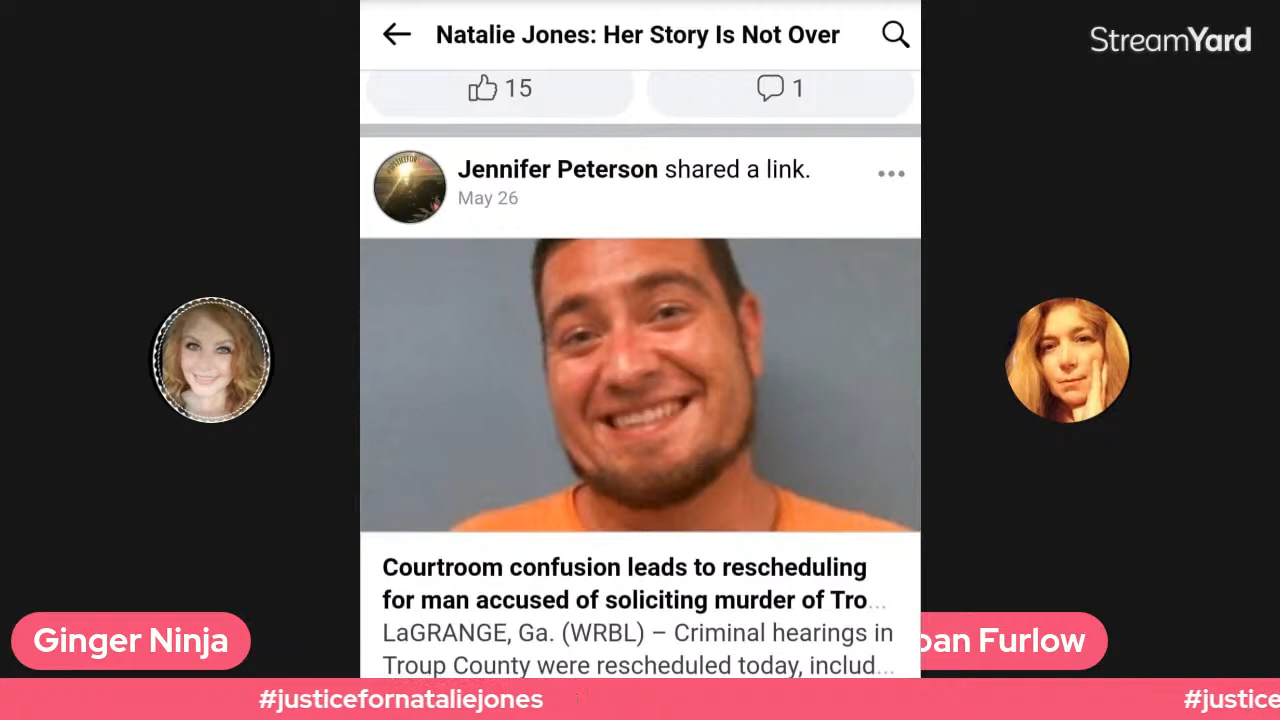 Natalie Jones: Her Story Is Not Over
StreamYard
15
1
Jennifer Peterson shared a link.
May 26
Courtroom confusion leads to rescheduling
for man accused of soliciting murder of Tro...
LaGRANGE, Ga. (WRBL) – Criminal hearings in
Troup County were rescheduled today, includ...
Ginger Ninja
oan Furlow
#justicefornataliejones
#justice